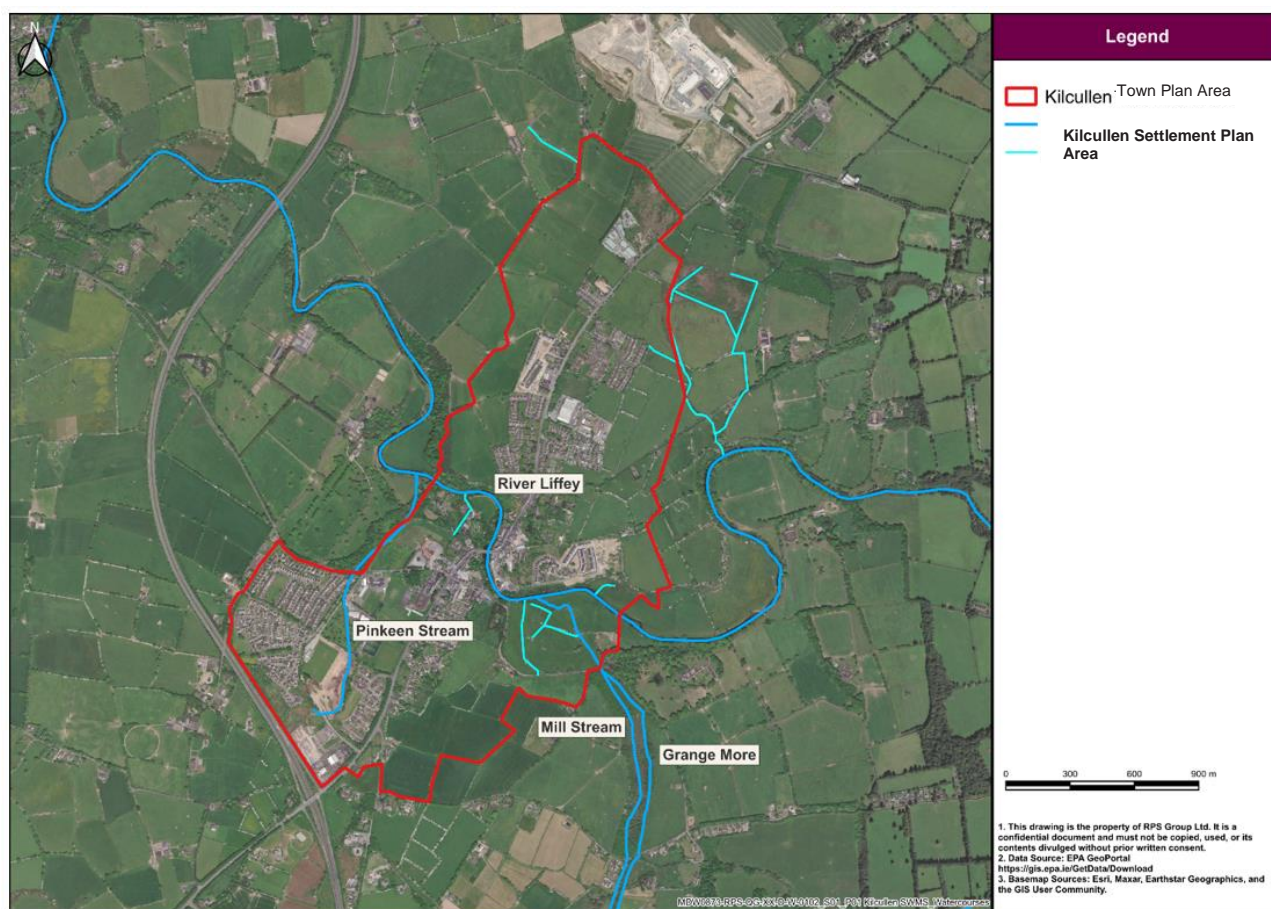 N
River Liffey
Pinkeen Stream
Mill Stream
Grange More
MDW0873-RPS-QG-XX-D-W-0102_S01_P01 Kilcullen SWMS_Watercourses
Legend
Kilcullen Town Plan Area
Kilcullen Settlement Plan
Area
0 300 600 900 m
1. This drawing is the property of RPS Group Ltd. It is a
confidential document and must not be copied, used, or its
contents divulged without prior written consent.
2. Data Source: EPA GeoPortal
https://gis.epa.ie/GetData/Download
3. Basemap Sources: Esri, Maxar, Earthstar Geographics, and
the GIS User Community.